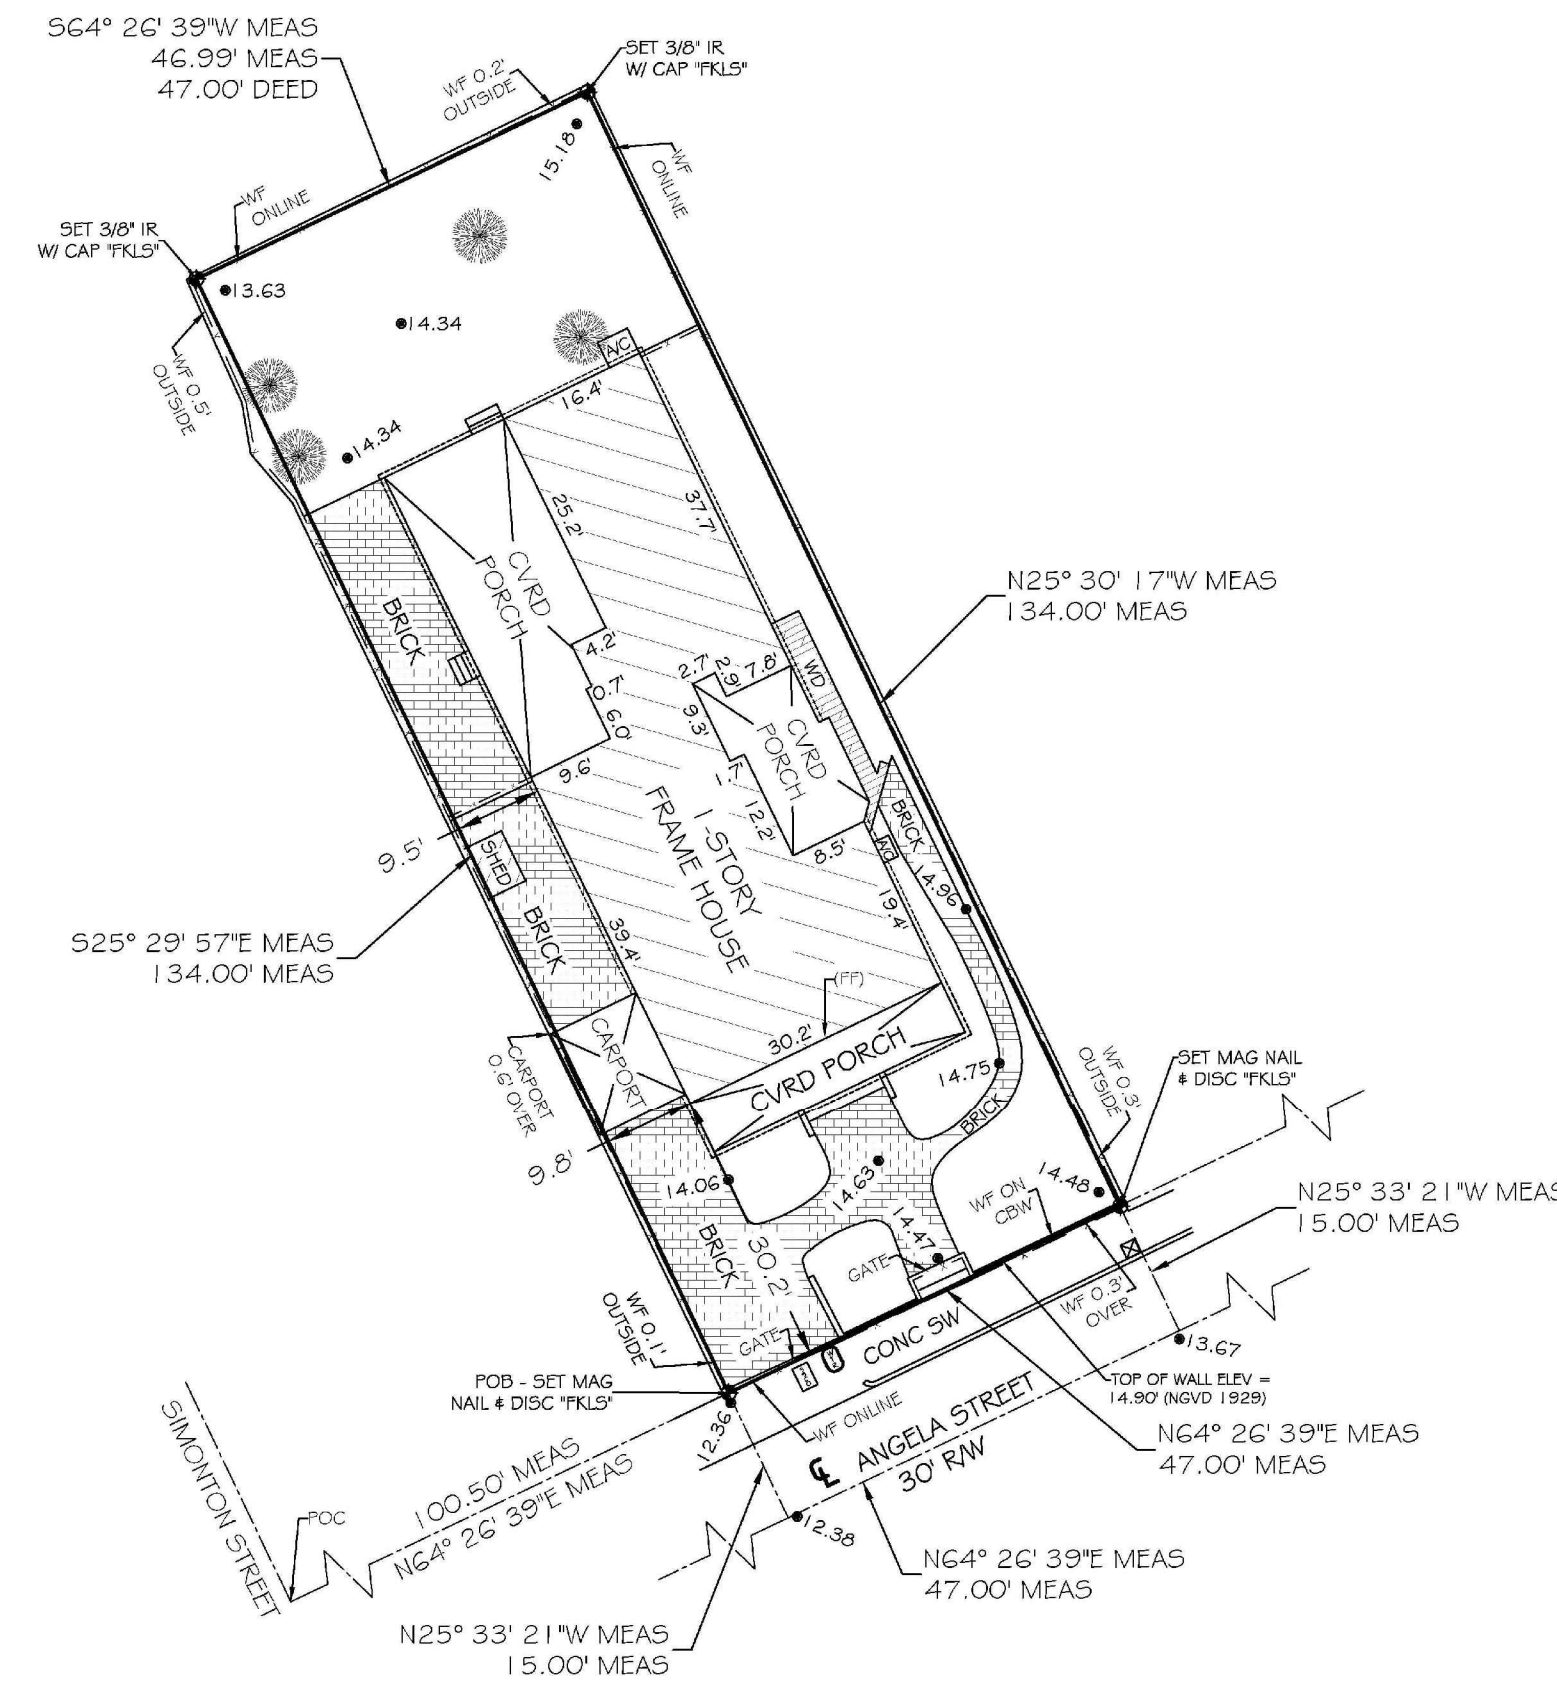 S64° 26' 39"W MEAS
46.99' MEAS
47.00' DEED
WF 0.2'
OUTSIDE
SET 3/8" IR
W/ CAP "FKLS"
15.18
WF
ONLINE
WF
ONLINE
SET 3/8" IR
W/ CAP "FKLS"
13.63
14.34
WF 0.5'
OUTSIDE
A/C
16.4'
14.34
25.2'
37.7'
CVRD
PORCH
BRICK
N25° 30' 17"W MEAS
134.00' MEAS
4.2'
0.7'
6.0'
9.6'
2.7'
2.9'
7.8'
WD
9.3'
CVRD
PORCH
1.7'
12.2'
8.5'
1-STORY
FRAME HOUSE
BRICK
A/C
14.96
9.5'
SHED
BRICK
19.4'
39.4'
S25° 29' 57"E MEAS
134.00' MEAS
(FF)
30.2'
CVRD PORCH
CARPORT
CARPORT
0.6' OVER
14.75
BRICK
WF 0.3'
OUTSIDE
SET MAG NAIL
& DISC "FKLS"
9.8'
14.06
14.63
14.48
WF ON
CBW
N25° 33' 21"W MEAS
15.00' MEAS
14.47
GATE
BRICK
30.2'
WF 0.1'
OUTSIDE
GATE
CONC SW
WF 0.3'
OVER
13.67
POB - SET MAG
NAIL & DISC "FKLS"
TOP OF WALL ELEV =
14.90' (NGVD 1929)
12.36
WF ONLINE
ANGELA STREET
30' R/W
N64° 26' 39"E MEAS
47.00' MEAS
SIMONTON STREET
POC
100.50' MEAS
N64° 26' 39"E MEAS
12.38
N64° 26' 39"E MEAS
47.00' MEAS
N25° 33' 21"W MEAS
15.00' MEAS